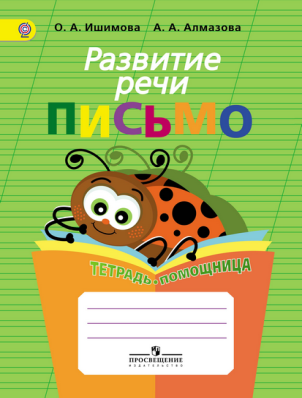 О. А. Ишимова  А. А. Алмазова
Развитие
речи
ПИСЬМО
ТЕТРАДЬ-ПОМОЩНИЦА
ПРОСВЕЩЕНИЕ
ИЗДАТЕЛЬСТВО